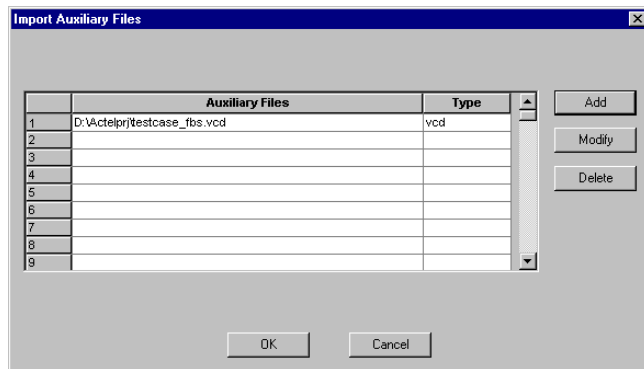 Import Auxiliary Files
Auxiliary Files Type
1 D:\Actelprj\testcase_fbs.vcd vcd
2
3
4
5
6
7
8
9
Add
Modify
Delete
OK Cancel